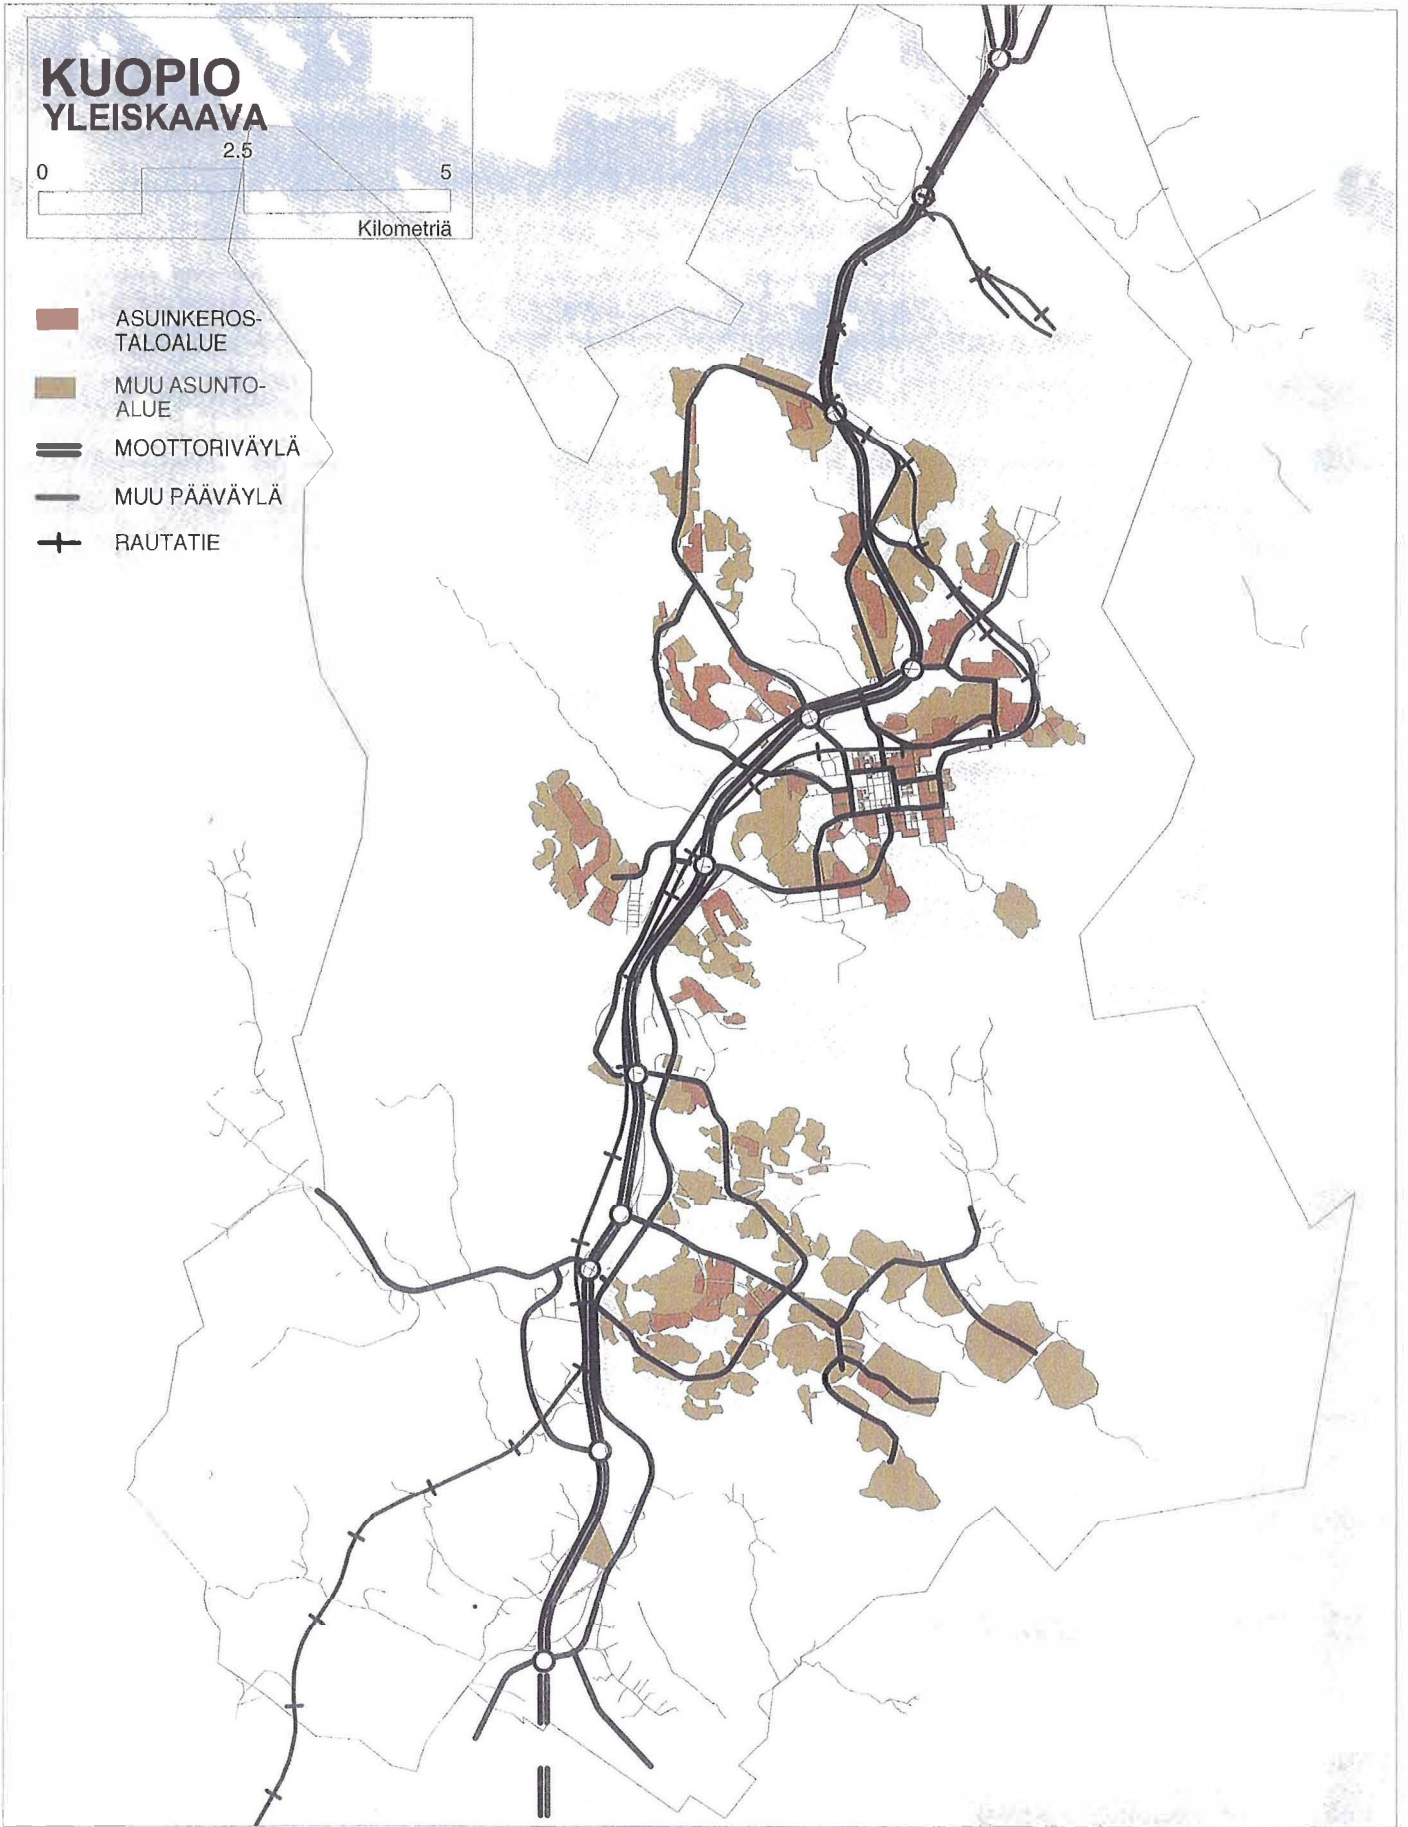 KUOPIO
YLEISKAAVA
2.5
0 5
Kilometriä
ASUINKEROS-
TALOALUE
MUU ASUNTO-
ALUE
MOOTTORIVÄYLÄ
MUU PÄÄVÄYLÄ
RAUTATIE